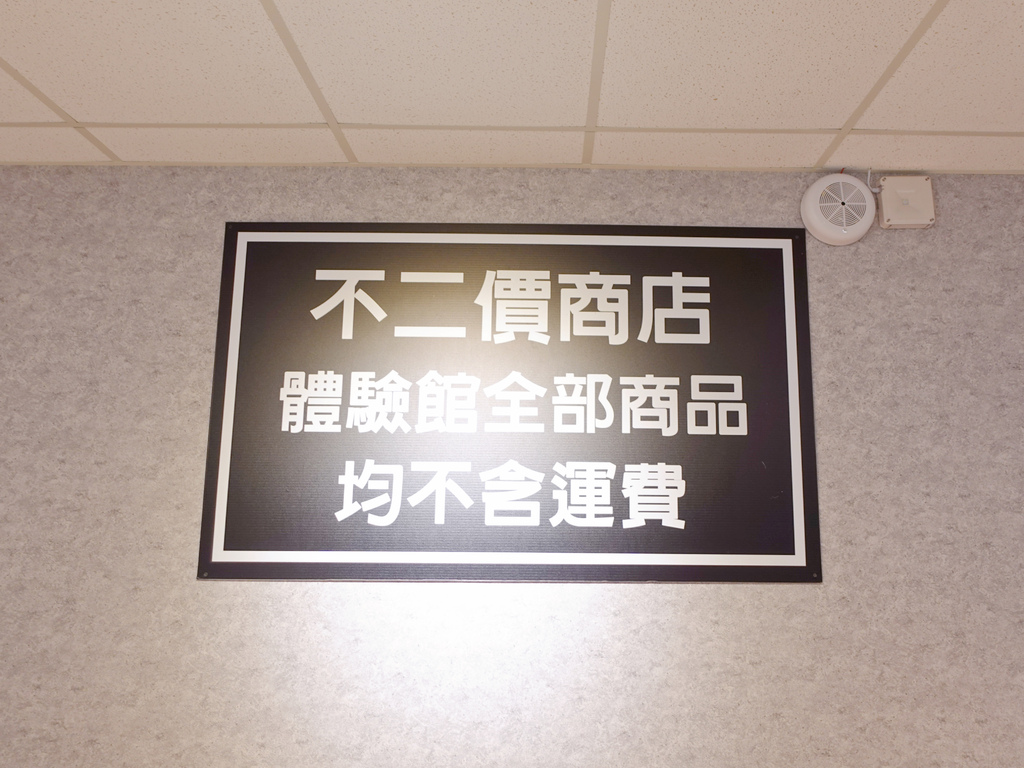 不二價商店
體驗館全部商品
均不含運費